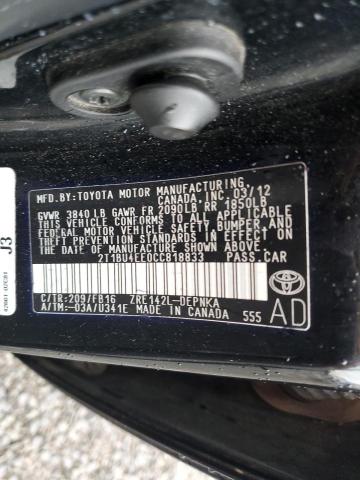 MFD.BY:TOYOTA MOTOR MANUFACTURING,
CANADA, INC. 03/12
GVWR 3840LB GAWR FR 2090LB RR 1850LB
THIS VEHICLE CONFORMS TO ALL APPLICABLE
FEDERAL MOTOR VEHICLE SAFETY, BUMPER, AND
THEFT PREVENTION STANDARDS IN EFFECT ON
THE DATE OF MANUFACTURE SHOWN ABOVE.
2T1BU4EE0CC818833 PASS.CAR
C/TR:209/FB16 ZRE142L-DEPNKA
A/TM:-03A/U341E MADE IN CANADA 555
AD
TOYOTA
J3